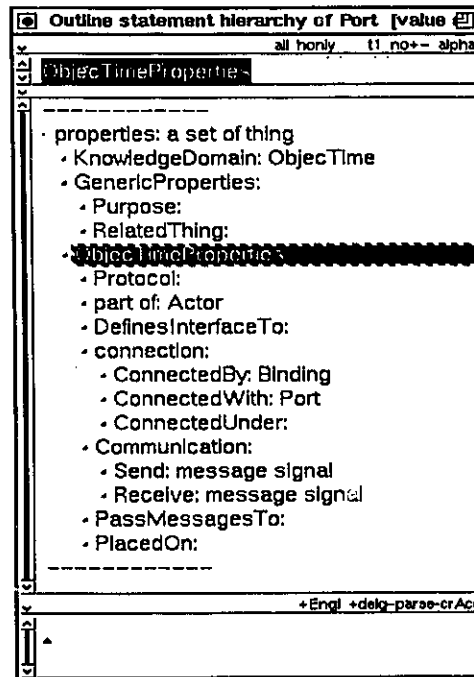 Outline statement hierarchy of Port [value
all honly t1 no+- alpha
ObjecTimeProperties
properties: a set of thing
KnowledgeDomain: ObjecTime
GenericProperties:
Purpose:
RelatedThing:
ObjecTimeProperties
Protocol:
part of: Actor
DefinesInterfaceTo:
connection:
ConnectedBy: Binding
ConnectedWith: Port
ConnectedUnder:
Communication:
Send: message signal
Receive: message signal
PassMessagesTo:
PlacedOn:
+Engl +delg-parse-crAcc